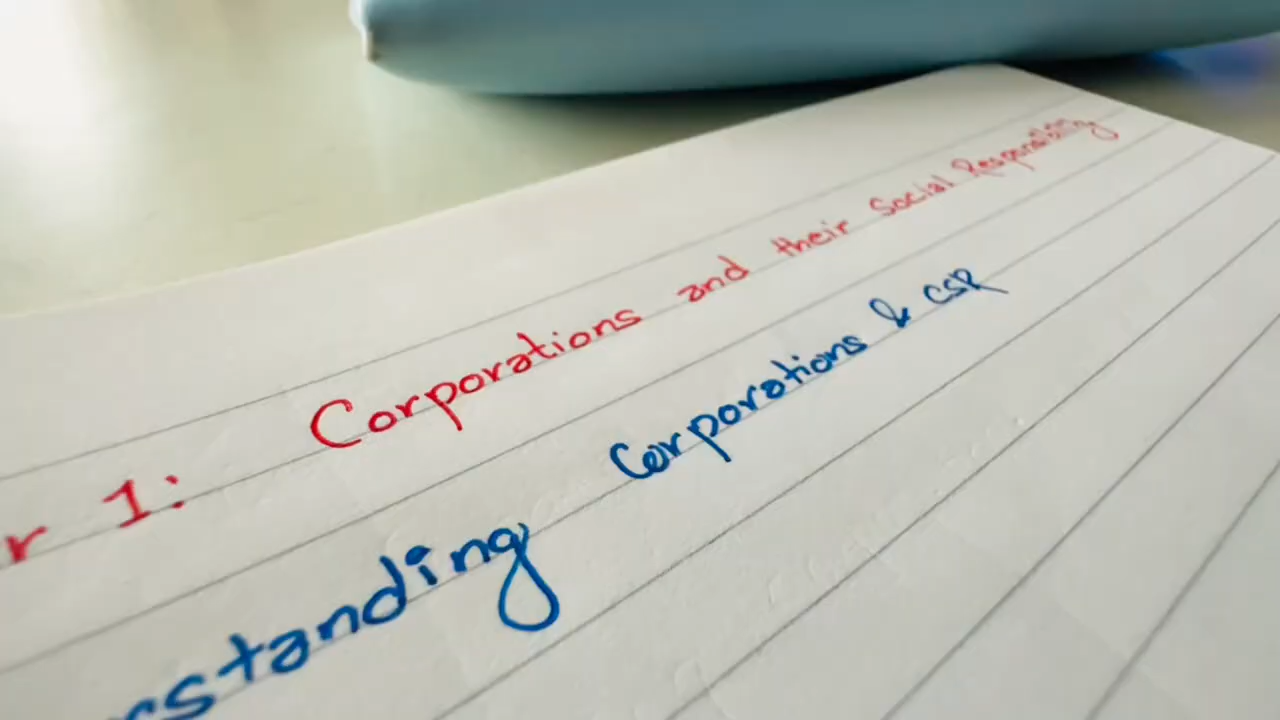 r 1: Corporations and their Social Responsibility
rstanding Corporations & CSR